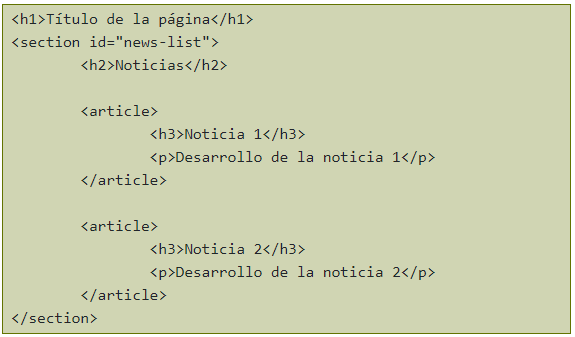 <h1>Título de la página</h1>
<section id="news-list">
<h2>Noticias</h2>
<article>
<h3>Noticia 1</h3>
<p>Desarrollo de la noticia 1</p>
</article>
<article>
<h3>Noticia 2</h3>
<p>Desarrollo de la noticia 2</p>
</article>
</section>